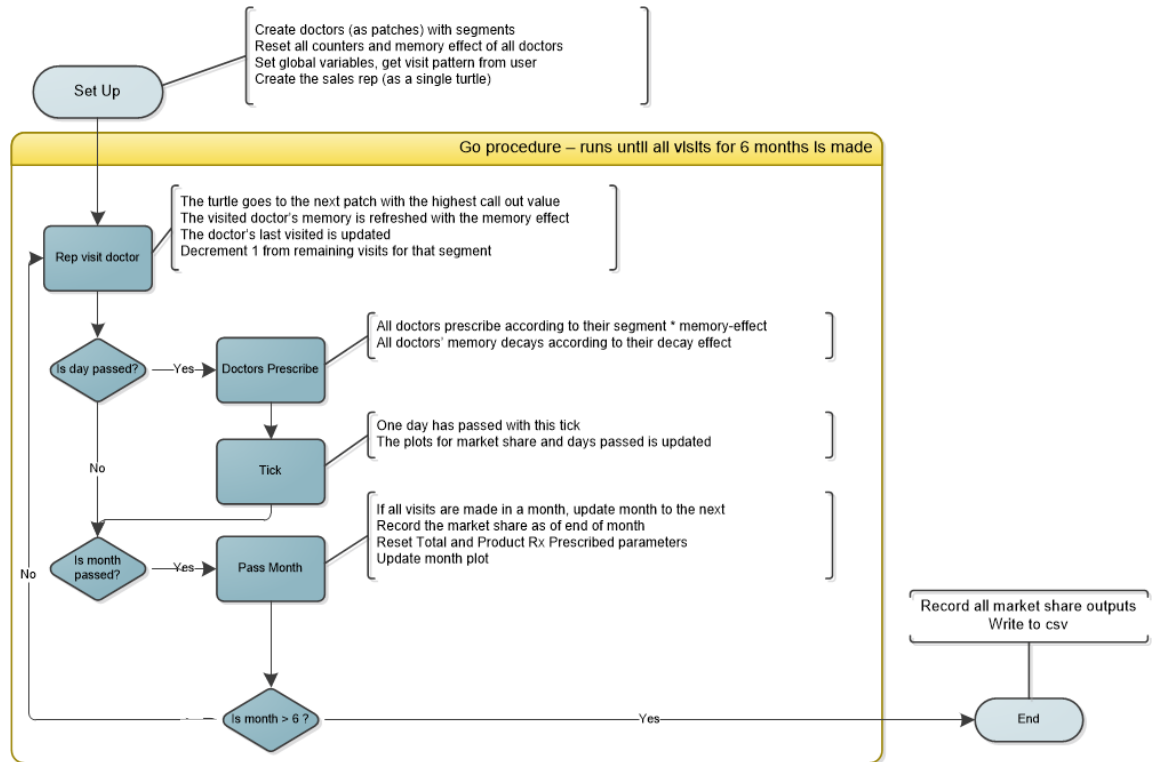 Create doctors (as patches) with segments
Reset all counters and memory effect of all doctors
Set global variables, get visit pattern from user
Create the sales rep (as a single turtle)
Set Up
Go procedure – runs until all visits for 6 months is made
The turtle goes to the next patch with the highest call out value
The visited doctor's memory is refreshed with the memory effect
The doctor's last visited is updated
Decrement 1 from remaining visits for that segment
Rep visit doctor
All doctors prescribe according to their segment * memory-effect
All doctors' memory decays according to their decay effect
Is day passed?
Yes
Doctors Prescribe
One day has passed with this tick
The plots for market share and days passed is updated
No
Tick
If all visits are made in a month, update month to the next
Record the market share as of end of month
Reset Total and Product Rx Prescribed parameters
Update month plot
Is month
passed?
Yes
Pass Month
No
Record all market share outputs
Write to csv
Is month > 6 ?
Yes
End